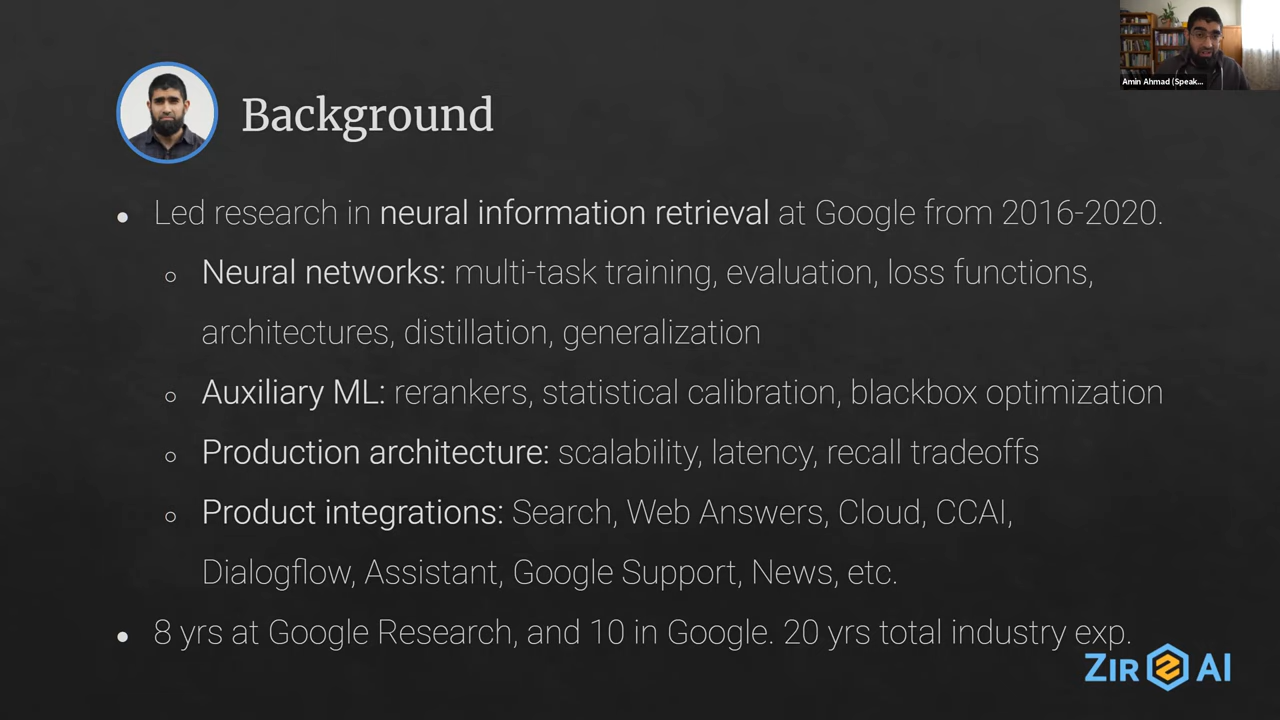 Amin Ahmad (Speak...
Background
Led research in neural information retrieval at Google from 2016-2020.
Neural networks: multi-task training, evaluation, loss functions,
architectures, distillation, generalization
Auxiliary ML: rerankers, statistical calibration, blackbox optimization
Production architecture: scalability, latency, recall tradeoffs
Product integrations: Search, Web Answers, Cloud, CCAI,
Dialogflow, Assistant, Google Support, News, etc.
8 yrs at Google Research, and 10 in Google. 20 yrs total industry exp.
ZIR AI